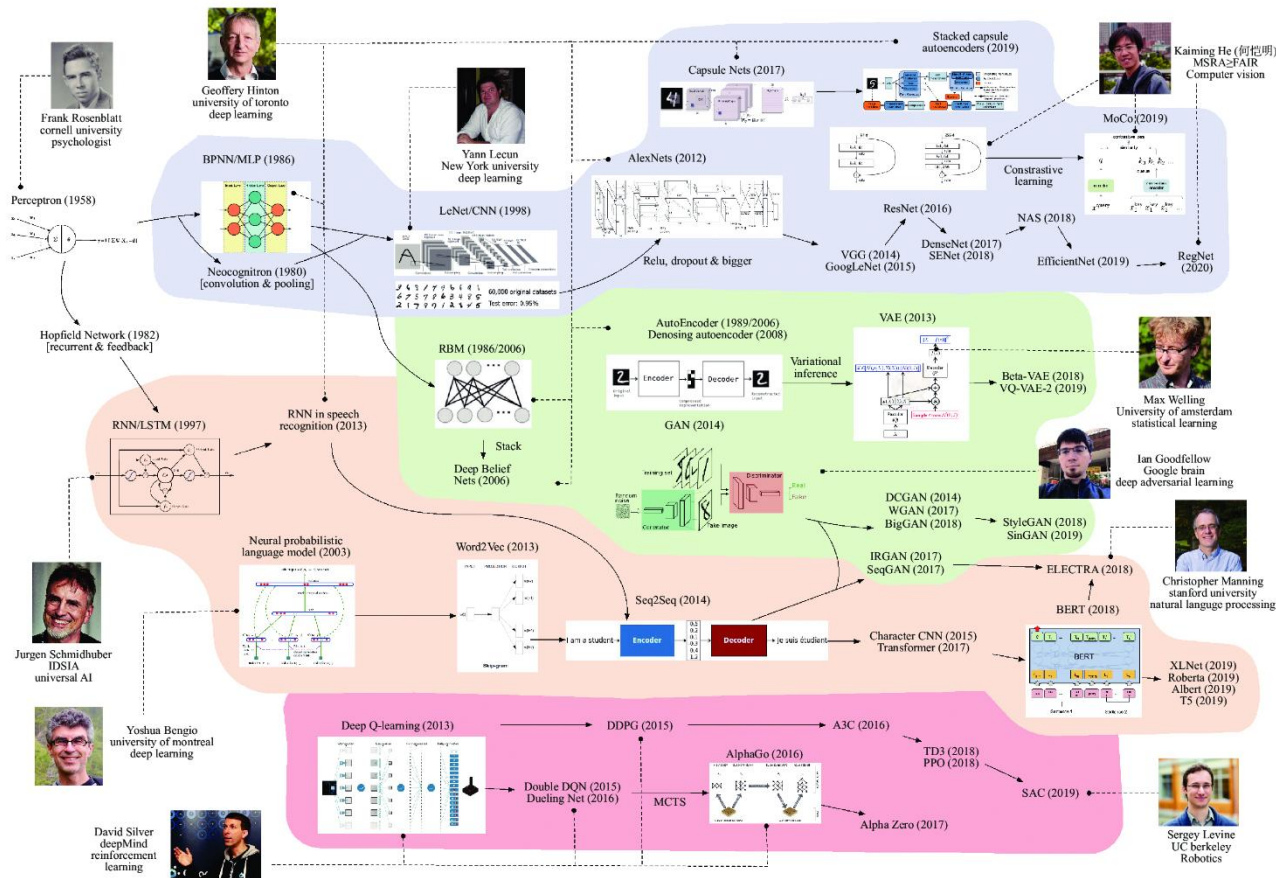 Frank Rosenblatt
cornell university
psychologist
Geoffery Hinton
university of toronto
deep learning
Yann Lecun
New York university
deep learning
Kaiming He (何恺明)
MSRA≥FAIR
Computer vision
Perceptron (1958)
BPNN/MLP (1986)
Neocognitron (1980)
[convolution & pooling]
LeNet/CNN (1998)
60,000 original datasets
Test error: 0.95%
AlexNets (2012)
Relu, dropout & bigger
Capsule Nets (2017)
Stacked capsule
autoencoders (2019)
Constrastive
learning
MoCo (2019)
VGG (2014)
GoogLeNet (2015)
ResNet (2016)
DenseNet (2017)
SENet (2018)
NAS (2018)
EfficientNet (2019)
RegNet
(2020)
Hopfield Network (1982)
[recurrent & feedback]
RBM (1986/2006)
Stack
Deep Belief
Nets (2006)
AutoEncoder (1989/2006)
Denosing autoencoder (2008)
Encoder
Decoder
Variational
inference
VAE (2013)
Beta-VAE (2018)
VQ-VAE-2 (2019)
Max Welling
University of amsterdam
statistical learning
GAN (2014)
Training set
Discriminator
Generator
Fake image
DCGAN (2014)
WGAN (2017)
BigGAN (2018)
StyleGAN (2018)
SinGAN (2019)
Ian Goodfellow
Google brain
deep adversarial learning
RNN/LSTM (1997)
RNN in speech
recognition (2013)
Jurgen Schmidhuber
IDSIA
universal AI
Neural probabilistic
language model (2003)
Word2Vec (2013)
Skip-gram
Seq2Seq (2014)
I am a student
Encoder
Decoder
Je suis étudient
IRGAN (2017)
SeqGAN (2017)
ELECTRA (2018)
BERT (2018)
BERT
Character CNN (2015)
Transformer (2017)
XLNet (2019)
Roberta (2019)
Albert (2019)
T5 (2019)
Christopher Manning
stanford university
natural languge processing
Yoshua Bengio
university of montreal
deep learning
Deep Q-learning (2013)
DDPG (2015)
A3C (2016)
TD3 (2018)
PPO (2018)
SAC (2019)
Double DQN (2015)
Dueling Net (2016)
MCTS
AlphaGo (2016)
Alpha Zero (2017)
David Silver
deepMind
reinforcement
learning
Sergey Levine
UC berkeley
Robotics